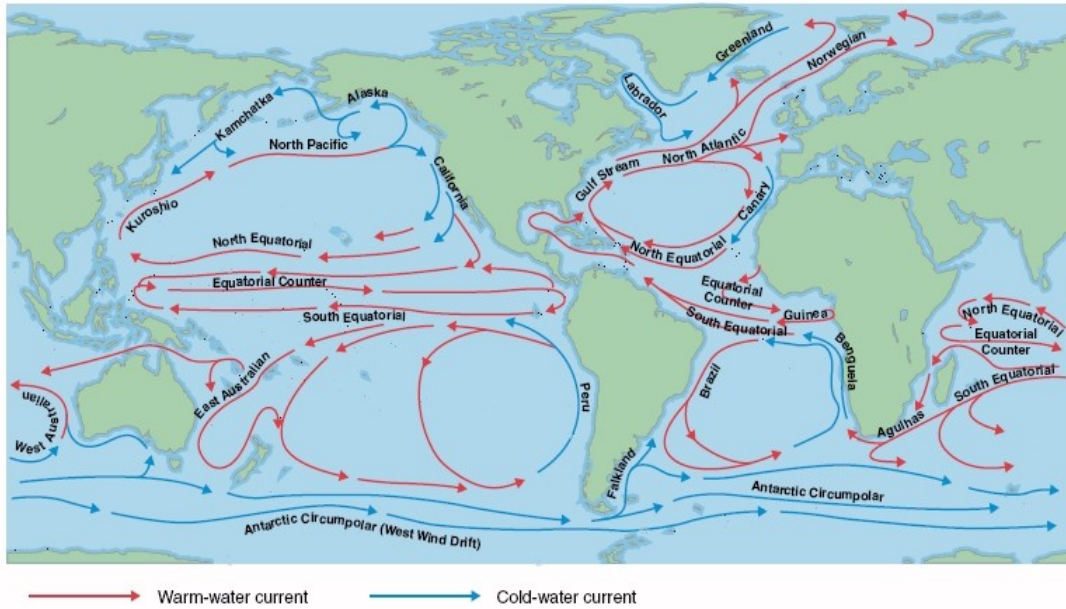 Greenland
Norwegian
Labrador
Alaska
Kamchatka
North Pacific
North Atlantic
Gulf Stream
California
Kuroshio
Canary
North Equatorial
North Equatorial
Equatorial Counter
Equatorial
Counter
Guinea
South Equatorial
South Equatorial
North Equatorial
Equatorial
Counter
South Equatorial
East Australian
West Australian
Peru
Brazil
Benguela
Agulhas
Falkland
Antarctic Circumpolar
Antarctic Circumpolar (West Wind Drift)
Warm-water current
Cold-water current